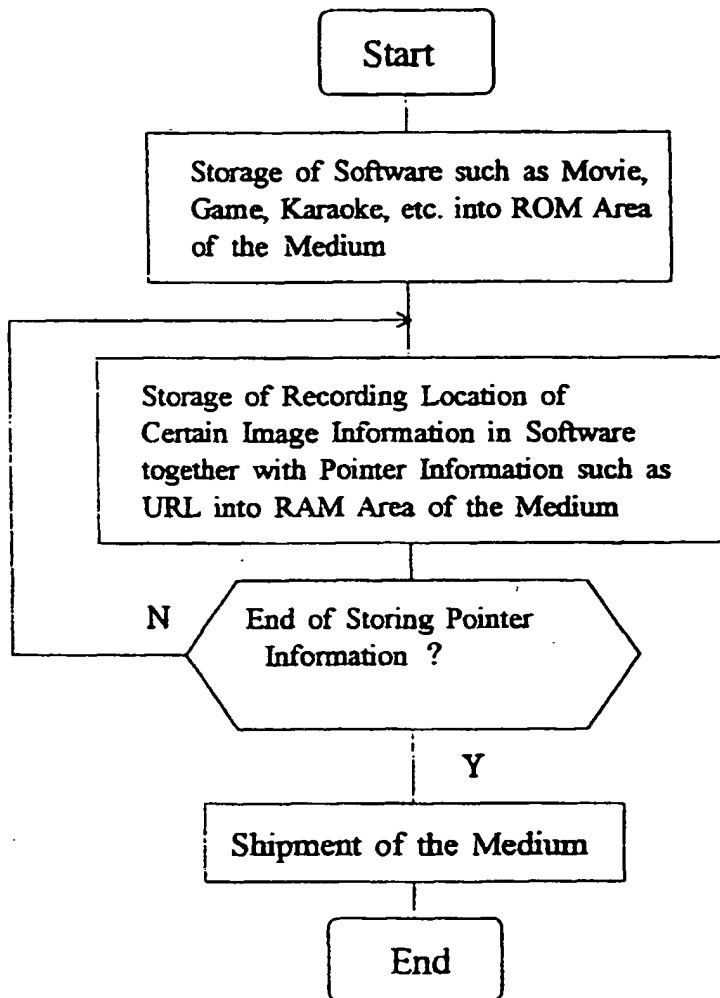 Start
Storage of Software such as Movie,
Game, Karaoke, etc. into ROM Area
of the Medium
Storage of Recording Location of
Certain Image Information in Software
together with Pointer Information such as
URL into RAM Area of the Medium
N
End of Storing Pointer
Information ?
Y
Shipment of the Medium
End